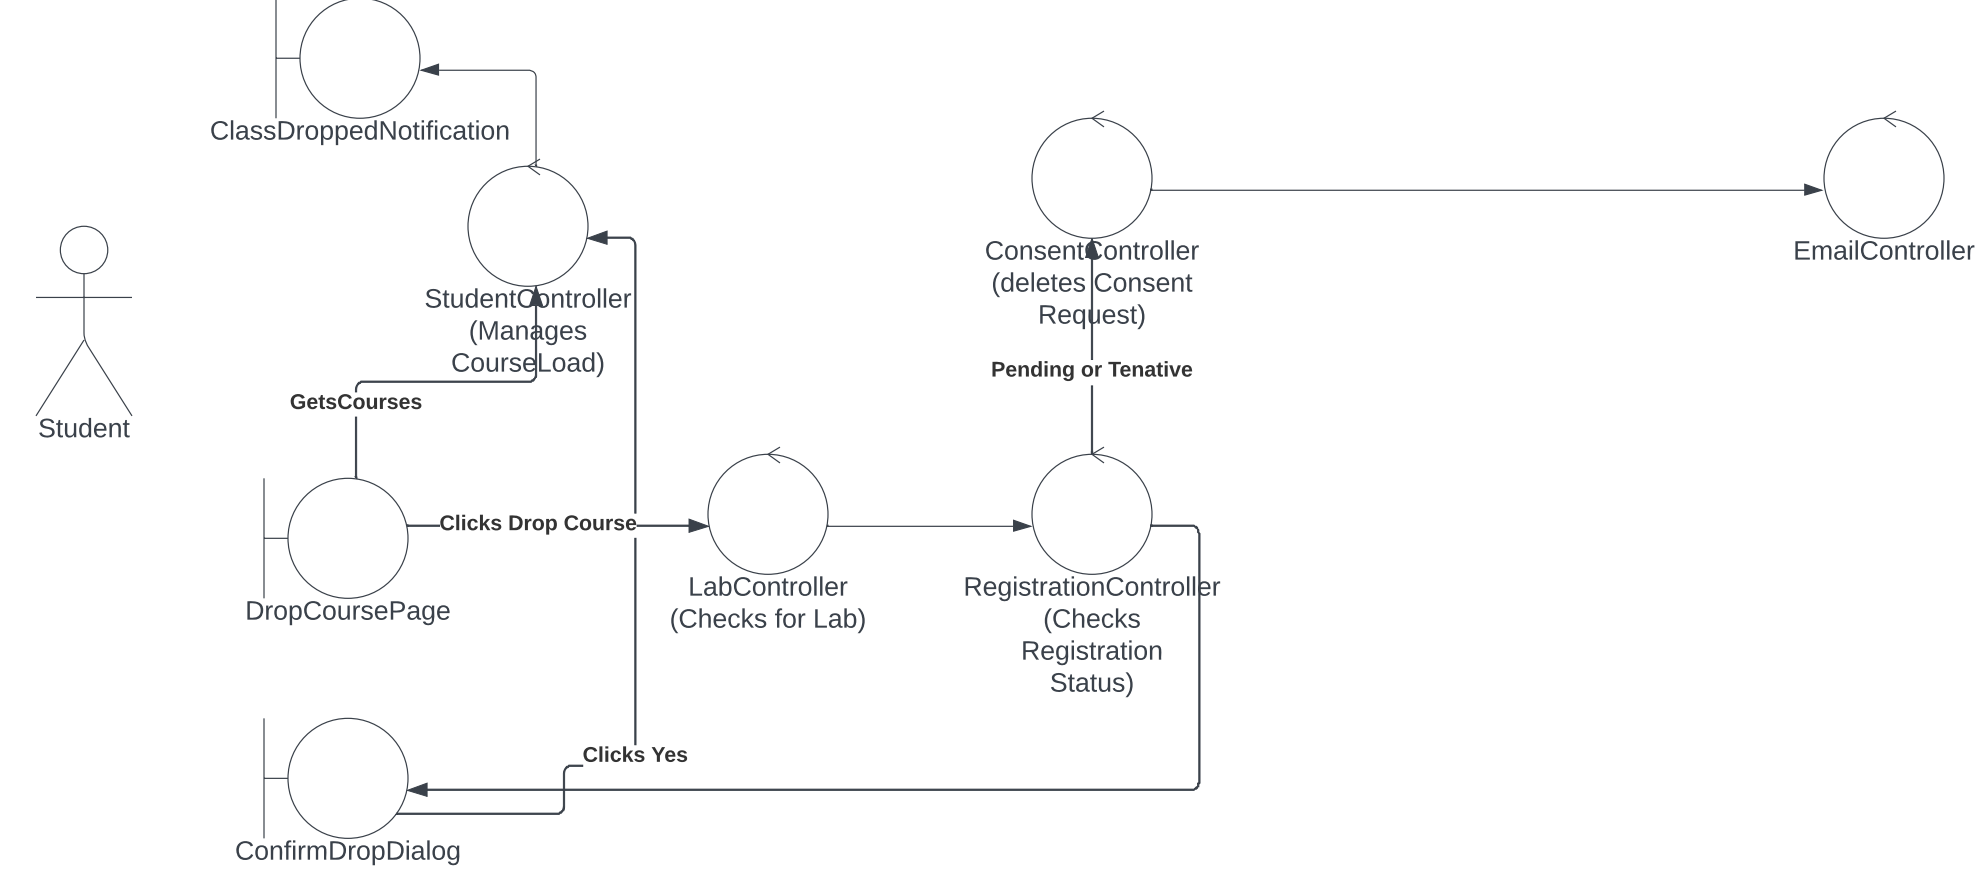 ClassDroppedNotification
StudentController
(Manages
CourseLoad)
ConsentController
(deletes Consent
Request)
EmailController
Pending or Tenative
GetsCourses
Student
Clicks Drop Course
DropCoursePage
LabController
(Checks for Lab)
RegistrationController
(Checks
Registration
Status)
Clicks Yes
ConfirmDropDialog